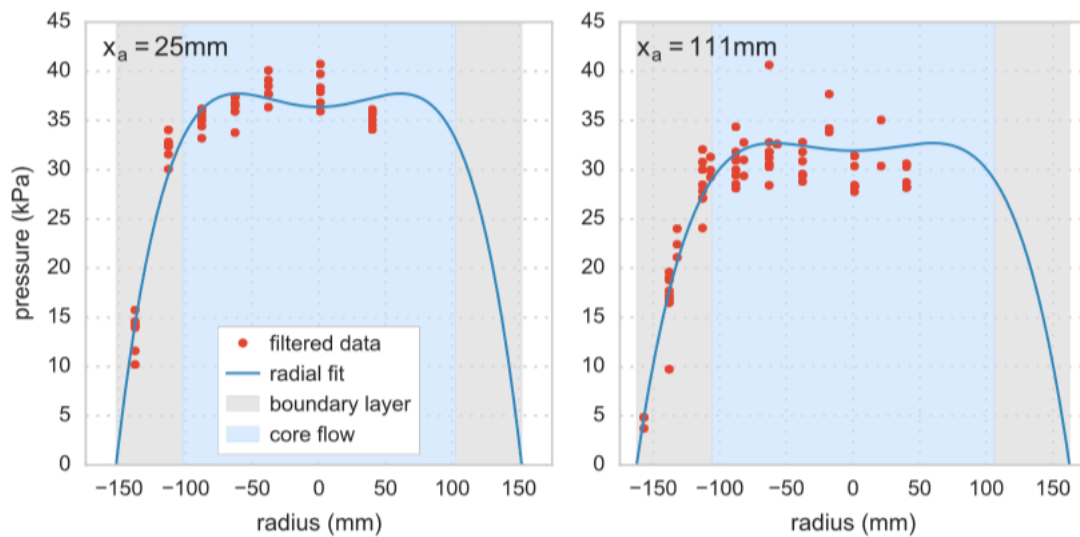 xₐ = 25mm
45
40
35
30
25
20
15
10
5
0
pressure (kPa)
−150 −100 −50 0 50 100 150
radius (mm)
filtered data
radial fit
boundary layer
core flow
xₐ = 111mm
45
40
35
30
25
20
15
10
5
0
−150 −100 −50 0 50 100 150
radius (mm)